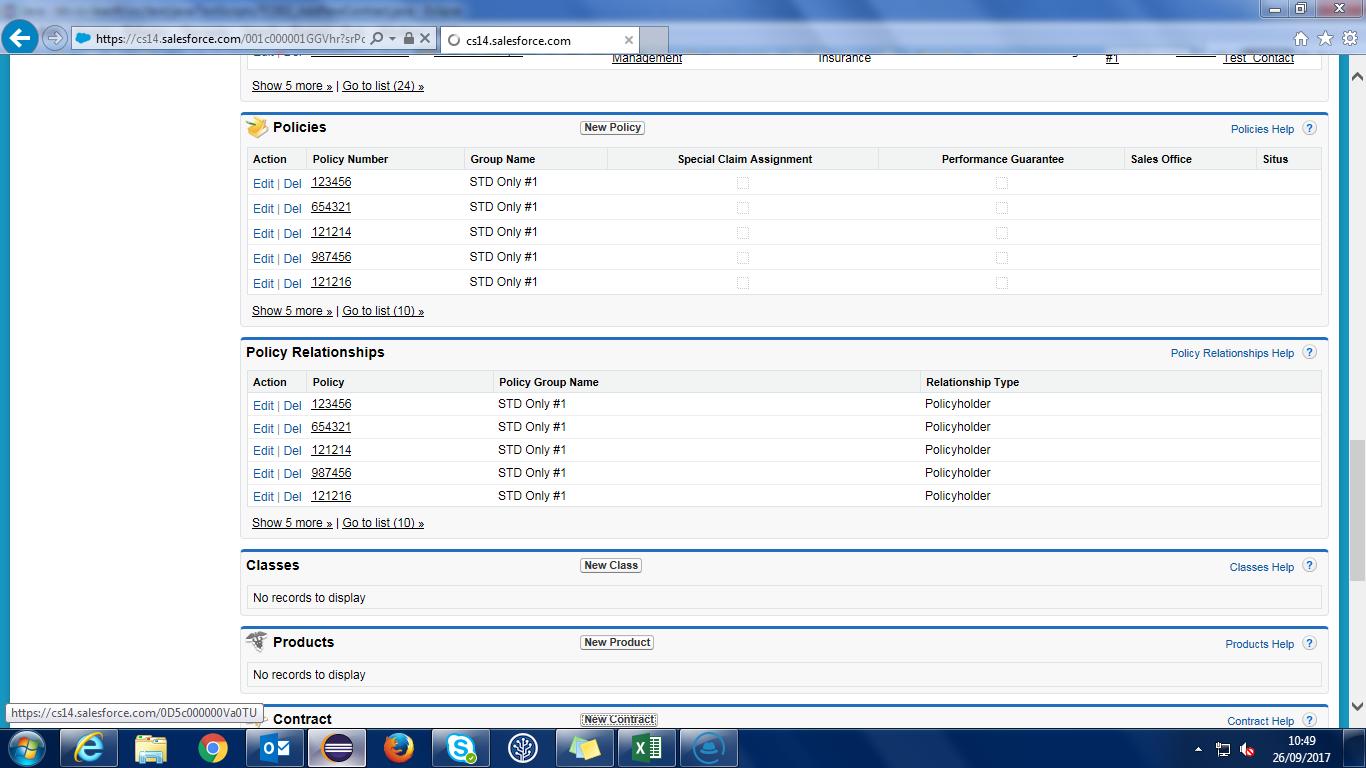 https://cs14.salesforce.com/001c000001GGVhr?srPc
cs14.salesforce.com
Management Insurance #1 Test Contact
Show 5 more » | Go to list (24) »
Policies New Policy Policies Help ?
Action Policy Number Group Name Special Claim Assignment Performance Guarantee Sales Office Situs
Edit | Del 123456 STD Only #1
Edit | Del 654321 STD Only #1
Edit | Del 121214 STD Only #1
Edit | Del 987456 STD Only #1
Edit | Del 121216 STD Only #1
Show 5 more » | Go to list (10) »
Policy Relationships Policy Relationships Help ?
Action Policy Policy Group Name Relationship Type
Edit | Del 123456 STD Only #1 Policyholder
Edit | Del 654321 STD Only #1 Policyholder
Edit | Del 121214 STD Only #1 Policyholder
Edit | Del 987456 STD Only #1 Policyholder
Edit | Del 121216 STD Only #1 Policyholder
Show 5 more » | Go to list (10) »
Classes New Class Classes Help ?
No records to display
Products New Product Products Help ?
No records to display
https://cs14.salesforce.com/0D5c000000Va0TU
Contract New Contract Contract Help ?
10:49
26/09/2017